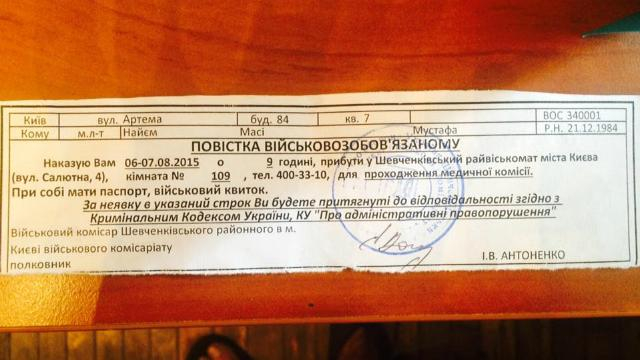 Київ вул. Артема буд. 84 кв. 7 ВОС 340001
Кому м.л-т Найєм Масі Мустафа Р.Н. 21.12.1984
ПОВІСТКА ВІЙСЬКОВОЗОБОВ'ЯЗАНОМУ
Наказую Вам 06-07.08.2015 о 9 годині, прибути у Шевченківський райвійськомат міста Києва
(вул. Салютна, 4), кімната № 109 , тел. 400-33-10, для проходження медичної комісії.
При собі мати паспорт, військовий квиток.
За неявку в указаний строк Ви будете притягнуті до відповідальності згідно з
Кримінальним Кодексом України, КУ "Про адміністративні правопорушення"
Військовий комісар Шевченківського районного в м.
Києві військового комісаріату
полковник І.В. АНТОНЕНКО